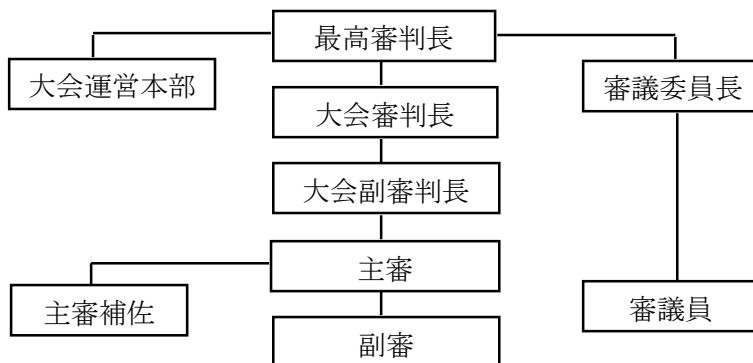 最高審判長
大会運営本部
審議委員長
大会審判長
大会副審判長
主審
主審補佐
審議員
副審